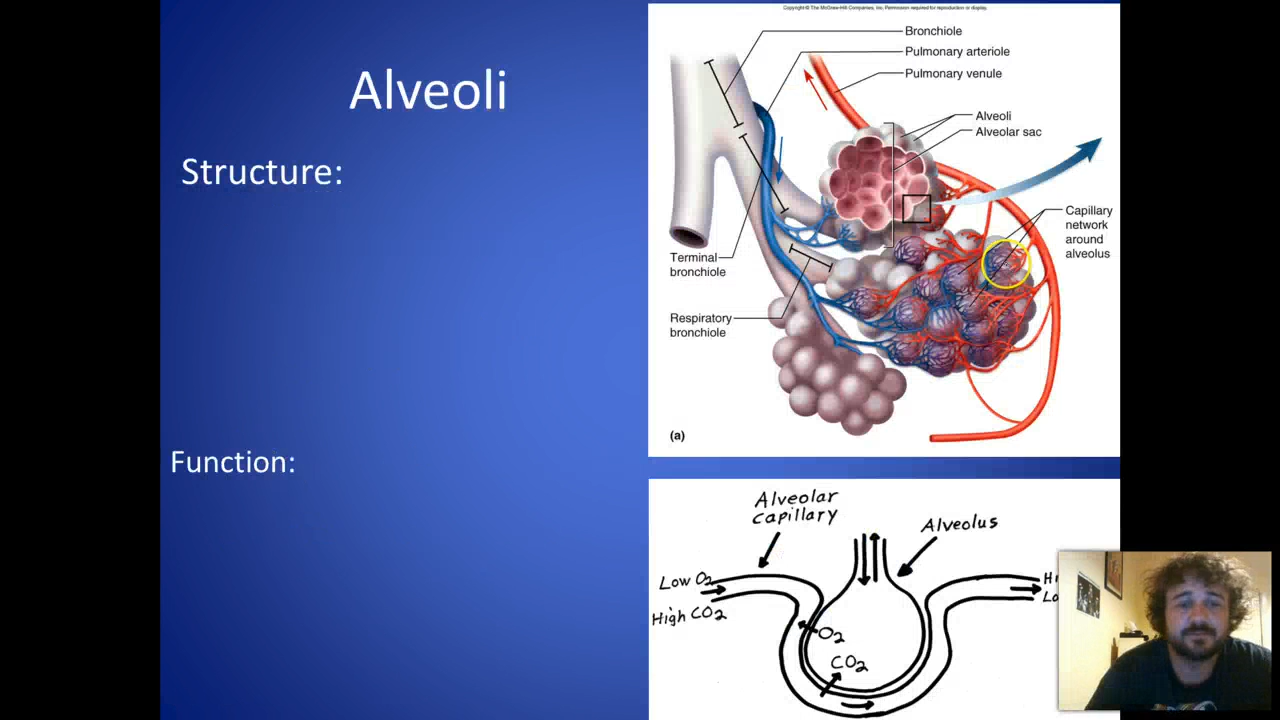 Alveoli
Structure:
Function:
Copyright © The McGraw-Hill Companies, Inc. Permission required for reproduction or display.
Bronchiole
Pulmonary arteriole
Pulmonary venule
Alveoli
Alveolar sac
Capillary
network
around
alveolus
Terminal
bronchiole
Respiratory
bronchiole
(a)
Alveolar
Capillary
Alveolus
Low O2
High CO2
O2
CO2
Hi
Lo